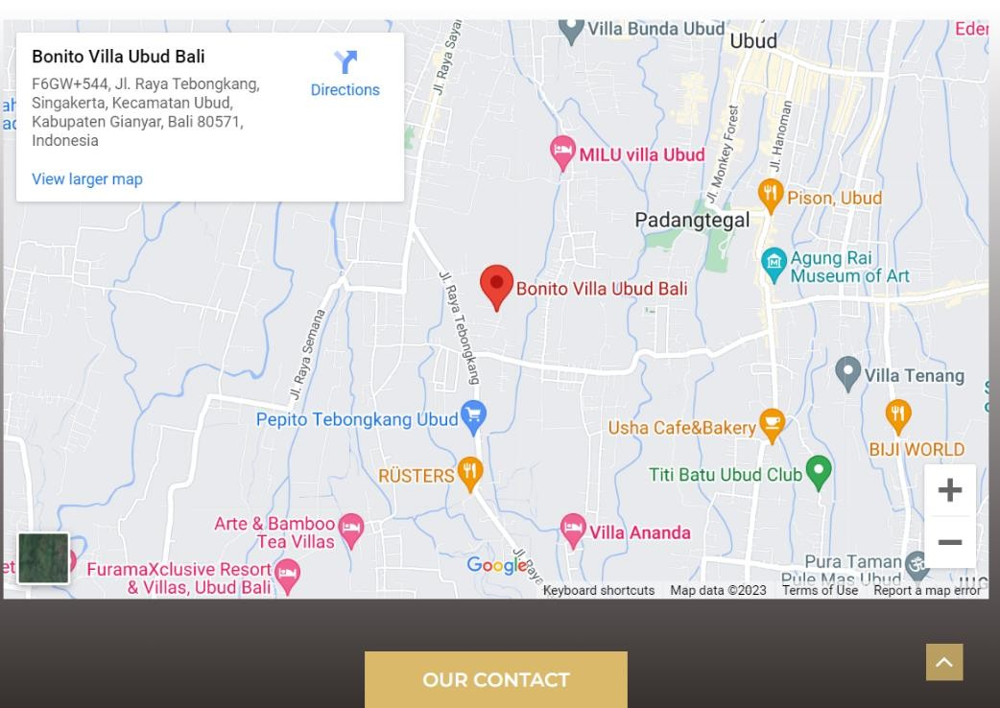 Bonito Villa Ubud Bali
F6GW+544, Jl. Raya Tebongkang,
Singakerta, Kecamatan Ubud,
Kabupaten Gianyar, Bali 80571,
Indonesia
Directions
View larger map
Jl. Raya Sayan
Villa Bunda Ubud
Ubud
MILU villa Ubud
Jl. Monkey Forest
Jl. Hanoman
Pison, Ubud
Padangtegal
Agung Rai
Museum of Art
Bonito Villa Ubud Bali
Jl. Raya Tebongkang
Jl. Raya Semana
Villa Tenang
Pepito Tebongkang Ubud
Usha Cafe&Bakery
BIJI WORLD
RÜSTERS
Titi Batu Ubud Club
Arte & Bamboo
Tea Villas
Villa Ananda
FuramaXclusive Resort
& Villas, Ubud Bali
Google
Jl. Raya
Pura Taman
Pule Mas Ubud
Keyboard shortcuts
Map data ©2023
Terms of Use
Report a map error
OUR CONTACT